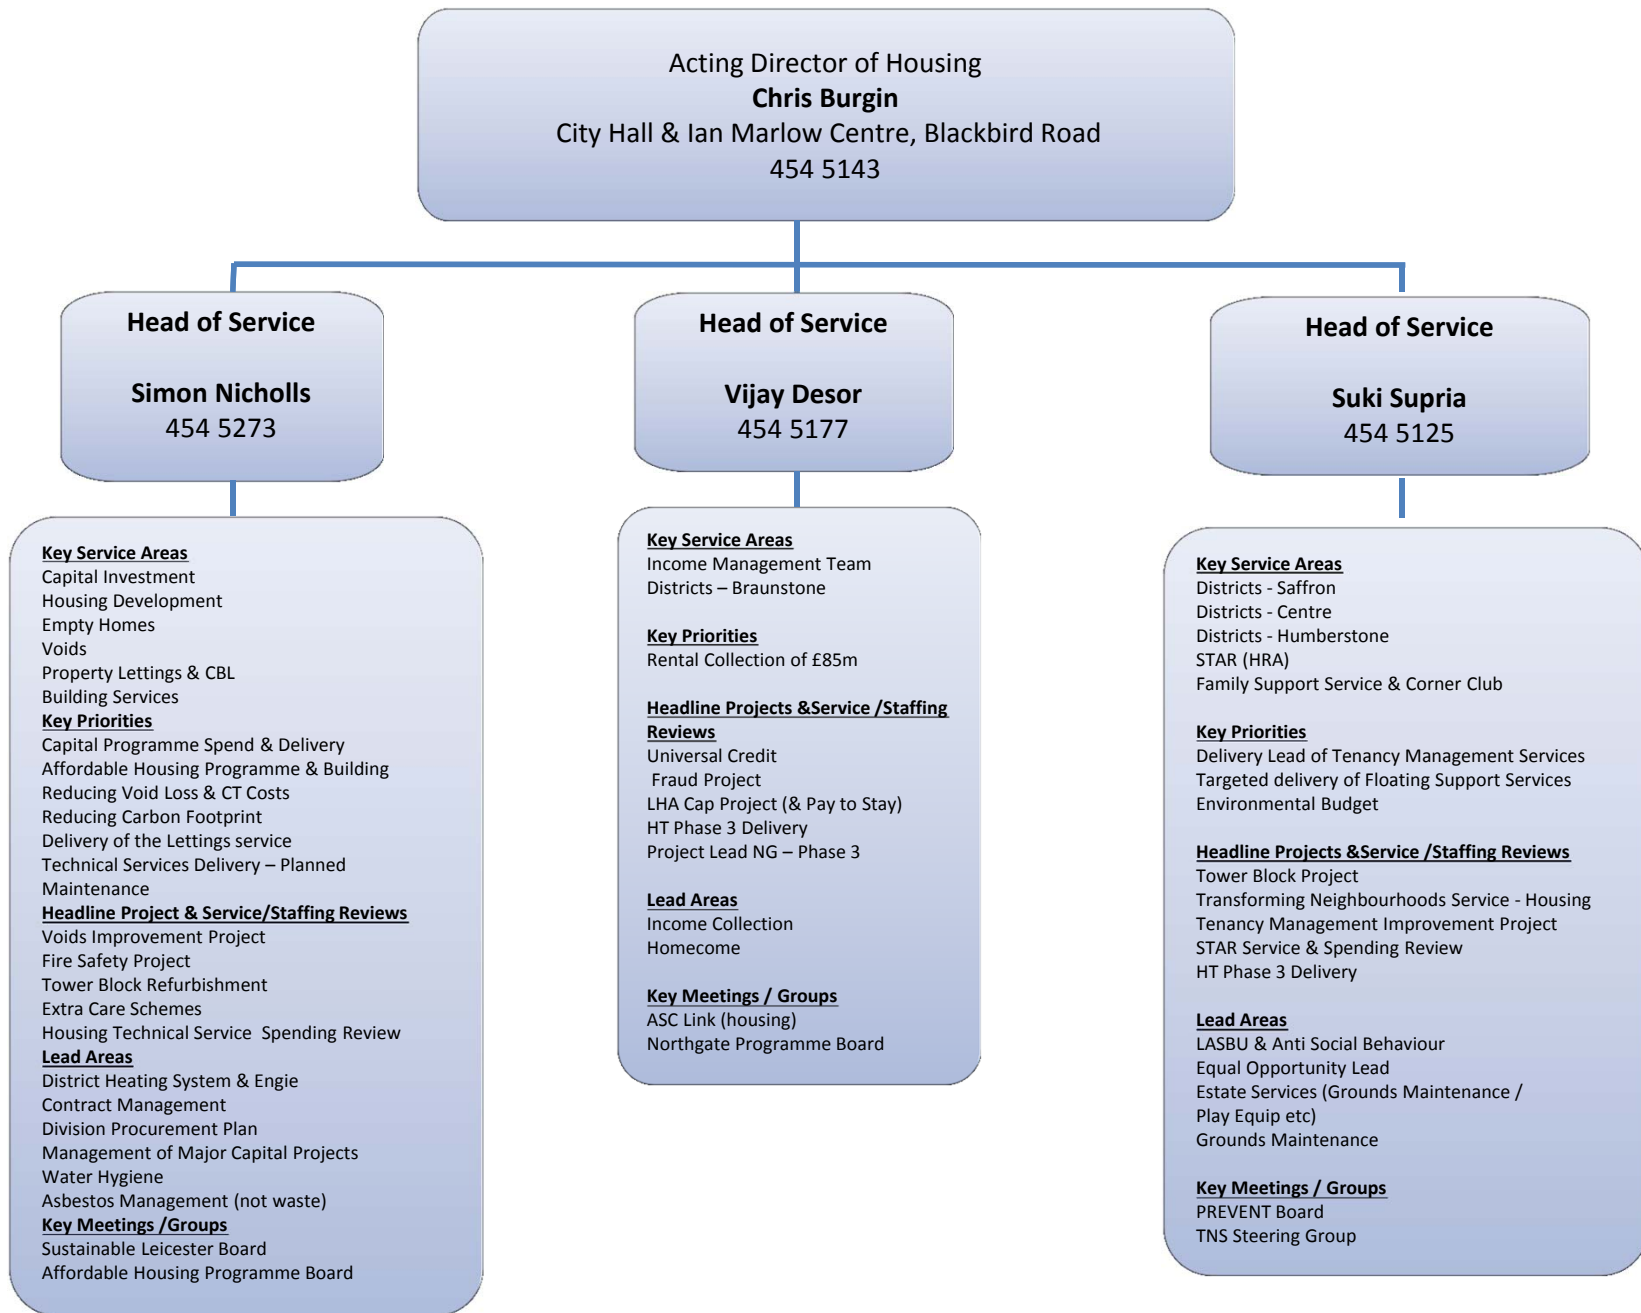 Acting Director of Housing
Chris Burgin
City Hall & Ian Marlow Centre, Blackbird Road
454 5143
Head of Service
Simon Nicholls
454 5273
Head of Service
Vijay Desor
454 5177
Head of Service
Suki Supria
454 5125
Key Service Areas
Capital Investment
Housing Development
Empty Homes
Voids
Property Lettings & CBL
Building Services
Key Priorities
Capital Programme Spend & Delivery
Affordable Housing Programme & Building
Reducing Void Loss & CT Costs
Reducing Carbon Footprint
Delivery of the Lettings service
Technical Services Delivery – Planned
Maintenance
Headline Project & Service/Staffing Reviews
Voids Improvement Project
Fire Safety Project
Tower Block Refurbishment
Extra Care Schemes
Housing Technical Service  Spending Review
Lead Areas
District Heating System & Engie
Contract Management
Division Procurement Plan
Management of Major Capital Projects
Water Hygiene
Asbestos Management (not waste)
Key Meetings /Groups
Sustainable Leicester Board
Affordable Housing Programme Board
Key Service Areas
Income Management Team
Districts – Braunstone
Key Priorities
Rental Collection of £85m
Headline Projects &Service /Staffing
Reviews
Universal Credit
Fraud Project
LHA Cap Project (& Pay to Stay)
HT Phase 3 Delivery
Project Lead NG – Phase 3
Lead Areas
Income Collection
Homecome
Key Meetings / Groups
ASC Link (housing)
Northgate Programme Board
Key Service Areas
Districts - Saffron
Districts - Centre
Districts - Humberstone
STAR (HRA)
Family Support Service & Corner Club
Key Priorities
Delivery Lead of Tenancy Management Services
Targeted delivery of Floating Support Services
Environmental Budget
Headline Projects &Service /Staffing Reviews
Tower Block Project
Transforming Neighbourhoods Service - Housing
Tenancy Management Improvement Project
STAR Service & Spending Review
HT Phase 3 Delivery
Lead Areas
LASBU & Anti Social Behaviour
Equal Opportunity Lead
Estate Services (Grounds Maintenance /
Play Equip etc)
Grounds Maintenance
Key Meetings / Groups
PREVENT Board
TNS Steering Group